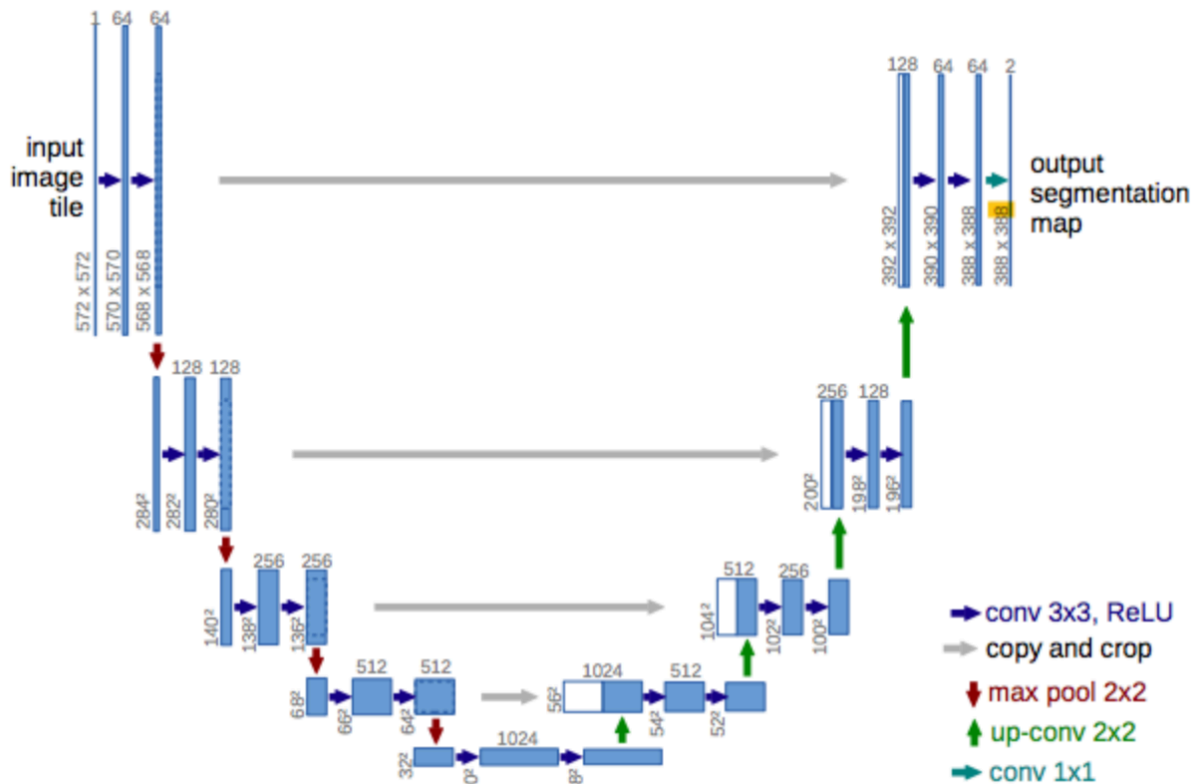 1 64 64
128 64 64 2
input
image
tile
output
segmentation
map
572 x 572
570 x 570
568 x 568
392 x 392
390 x 390
388 x 388
388 x 388
128 128
256 128
284²
282²
280²
200²
198²
196²
256 256
512 256
140²
138²
136²
104²
102²
100²
512 512
1024 512
68²
66²
64²
56²
54²
52²
1024
32²
0²
8²
conv 3x3, ReLU
copy and crop
max pool 2x2
up-conv 2x2
conv 1x1